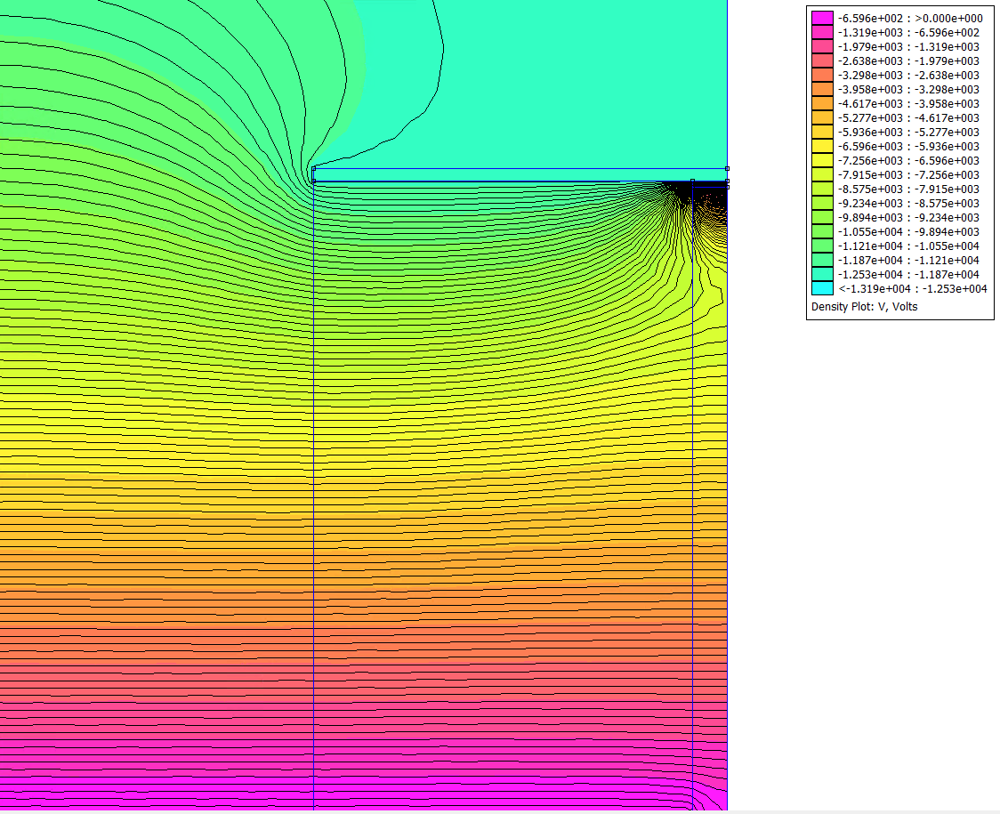 -6.596e+002 : >0.000e+000
-1.319e+003 : -6.596e+002
-1.979e+003 : -1.319e+003
-2.638e+003 : -1.979e+003
-3.298e+003 : -2.638e+003
-3.958e+003 : -3.298e+003
-4.617e+003 : -3.958e+003
-5.277e+003 : -4.617e+003
-5.936e+003 : -5.277e+003
-6.596e+003 : -5.936e+003
-7.256e+003 : -6.596e+003
-7.915e+003 : -7.256e+003
-8.575e+003 : -7.915e+003
-9.234e+003 : -8.575e+003
-9.894e+003 : -9.234e+003
-1.055e+004 : -9.894e+003
-1.121e+004 : -1.055e+004
-1.187e+004 : -1.121e+004
-1.253e+004 : -1.187e+004
<-1.319e+004 : -1.253e+004
Density Plot: V, Volts